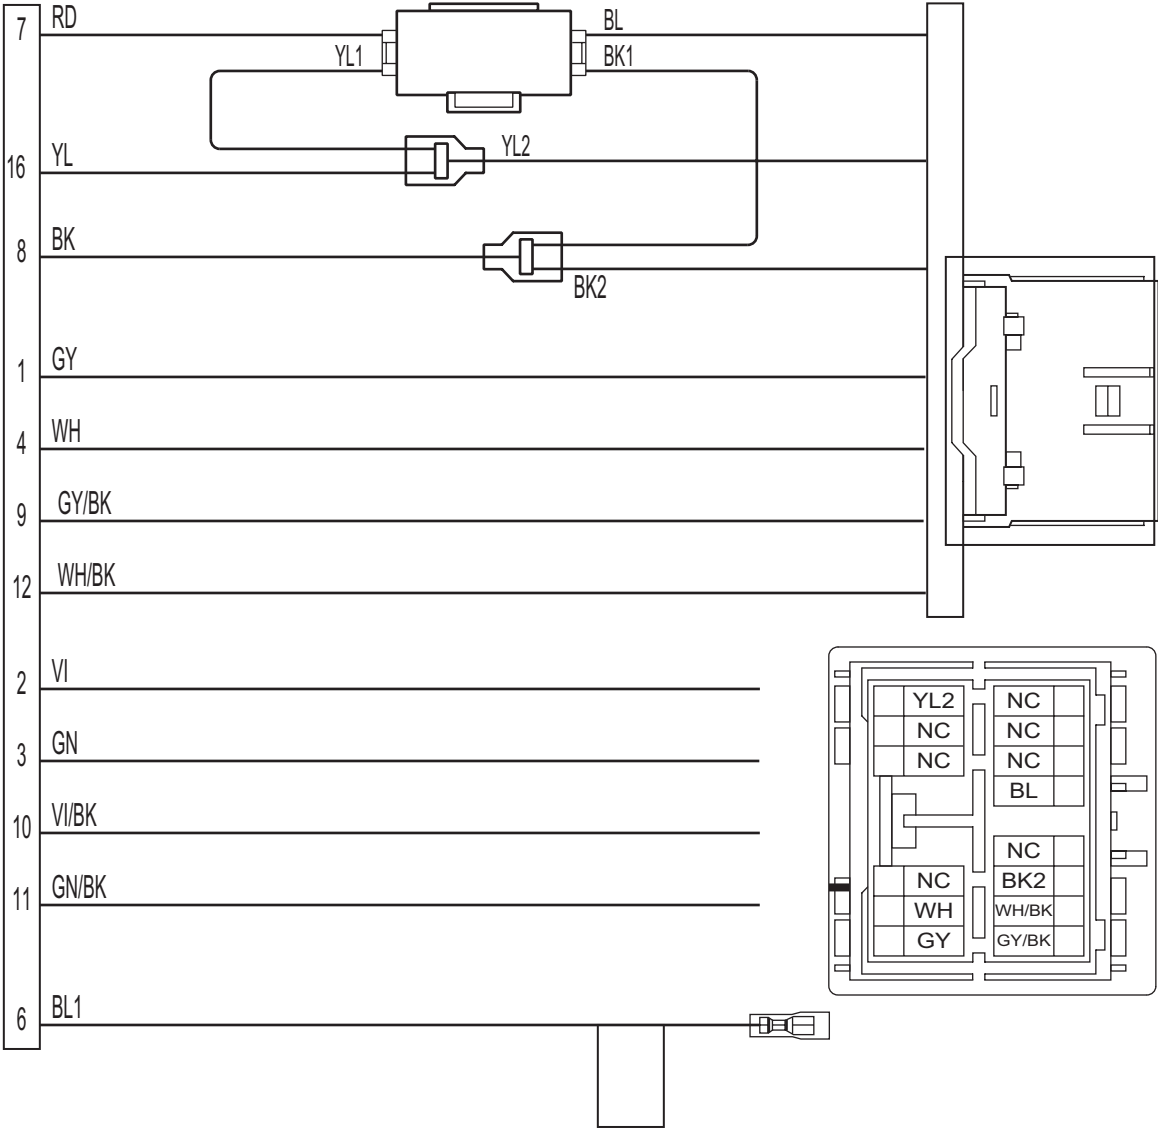 7 RD BL
YL1 BK1
16 YL YL2
8 BK
BK2
1 GY
4 WH
9 GY/BK
12 WH/BK
2 VI
3 GN
10 VI/BK
11 GN/BK
6 BL1
YL2 NC
NC NC
NC NC
BL
NC
NC BK2
WH WH/BK
GY GY/BK